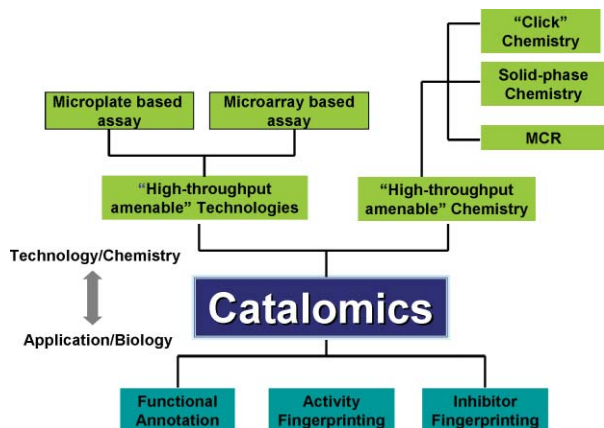 “Click”
Chemistry
Solid-phase
Chemistry
MCR
Microplate based
assay
Microarray based
assay
“High-throughput
amenable” Technologies
“High-throughput
amenable” Chemistry
Technology/Chemistry
Catalomics
Application/Biology
Functional
Annotation
Activity
Fingerprinting
Inhibitor
Fingerprinting